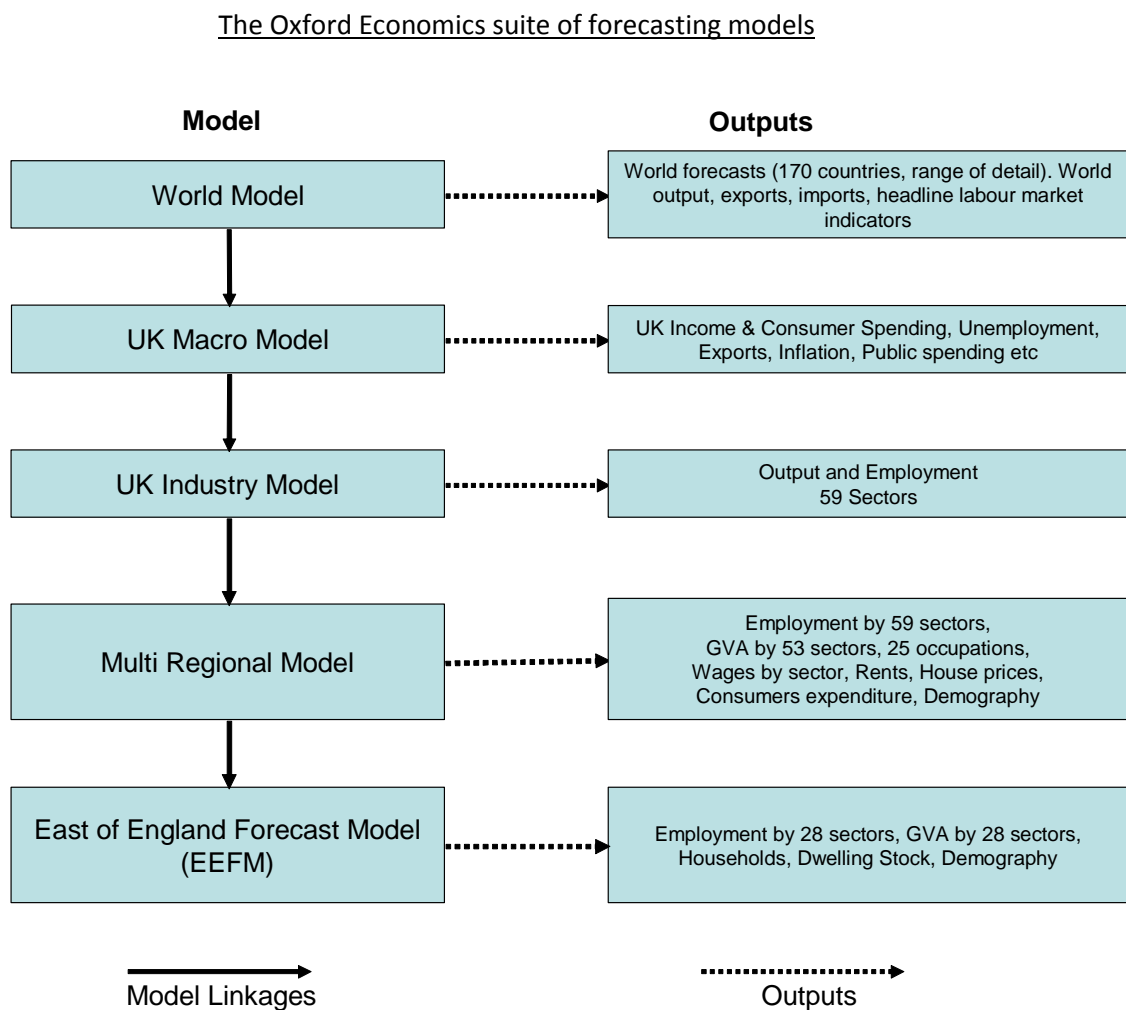 The Oxford Economics suite of forecasting models
Model
Outputs
World Model
World forecasts (170 countries, range of detail). World
output, exports, imports, headline labour market
indicators
UK Macro Model
UK Income & Consumer Spending, Unemployment,
Exports, Inflation, Public spending etc
UK Industry Model
Output and Employment
59 Sectors
Multi Regional Model
Employment by 59 sectors,
GVA by 53 sectors, 25 occupations,
Wages by sector, Rents, House prices,
Consumers expenditure, Demography
East of England Forecast Model
(EEFM)
Employment by 28 sectors, GVA by 28 sectors,
Households, Dwelling Stock, Demography
Model Linkages
Outputs